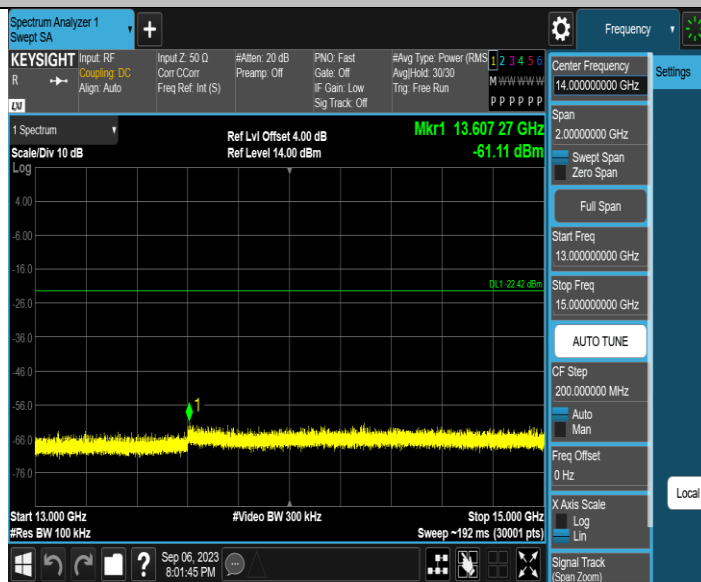 Spectrum Analyzer 1
Swept SA
+
Frequency
KEYSIGHT
R
LXI
Input: RF
Coupling: DC
Align: Auto
Input Z: 50 Ω
Corr CCorr
Freq Ref: Int (S)
#Atten: 20 dB
Preamp: Off
PNO: Fast
Gate: Off
IF Gain: Low
Sig Track: Off
#Avg Type: Power (RMS
Avg|Hold: 30/30
Trig: Free Run
1 2 3 4 5 6
M W W W W W
P P P P P P
1 Spectrum
Scale/Div 10 dB
Log
Ref Lvl Offset 4.00 dB
Ref Level 14.00 dBm
Mkr1 13.607 27 GHz
-61.11 dBm
4.00
-6.00
-16.0
DL1 -22.42 dBm
-26.0
-36.0
-46.0
-56.0
1
-66.0
-76.0
Start 13.000 GHz
#Res BW 100 kHz
#Video BW 300 kHz
Stop 15.000 GHz
Sweep ~192 ms (30001 pts)
?
Sep 06, 2023
8:01:45 PM
Center Frequency
14.000000000 GHz
Settings
Span
2.00000000 GHz
Swept Span
Zero Span
Full Span
Start Freq
13.000000000 GHz
Stop Freq
15.000000000 GHz
AUTO TUNE
CF Step
200.000000 MHz
Auto
Man
Freq Offset
0 Hz
X Axis Scale
Log
Lin
Local
Signal Track
(Span Zoom)